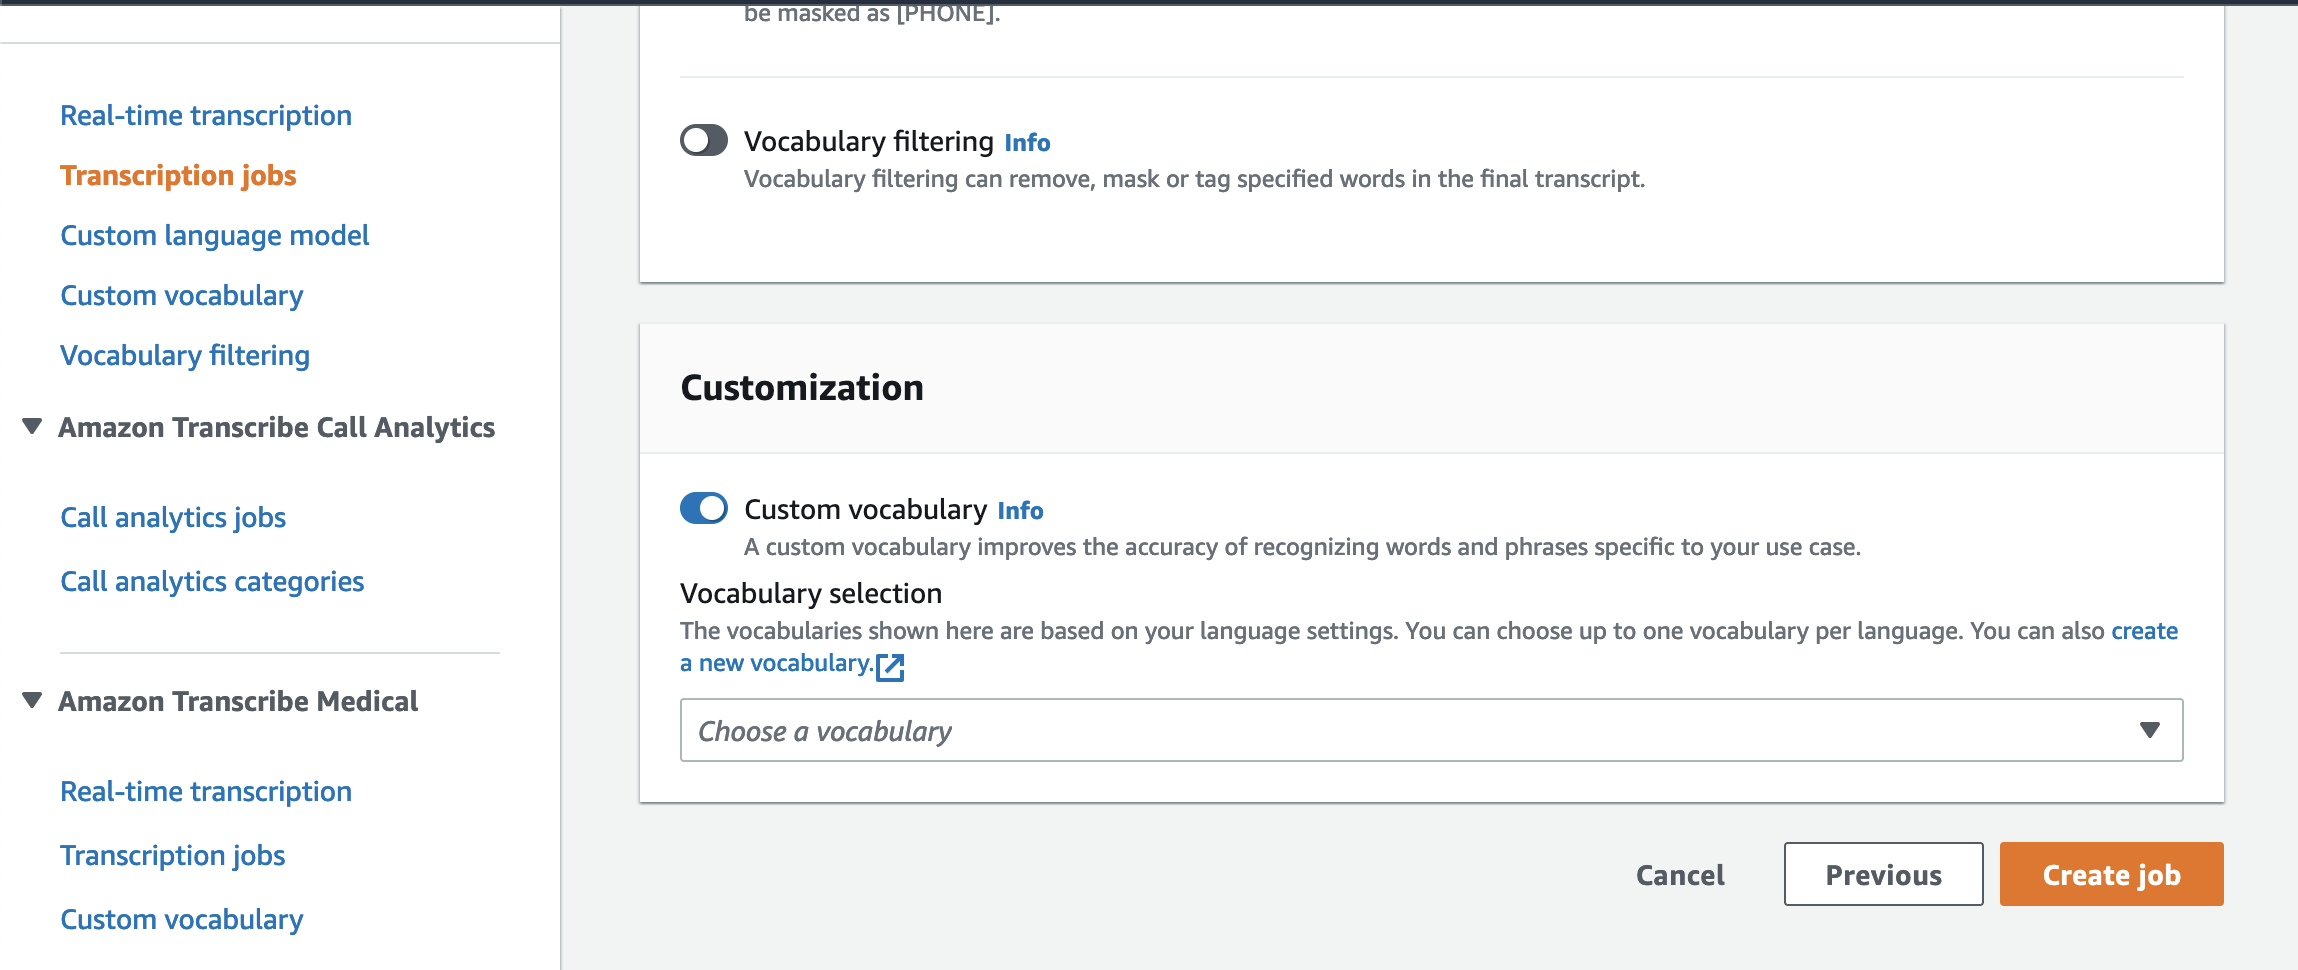 Real-time transcription
Transcription jobs
Custom language model
Custom vocabulary
Vocabulary filtering
Amazon Transcribe Call Analytics
Call analytics jobs
Call analytics categories
Amazon Transcribe Medical
Real-time transcription
Transcription jobs
Custom vocabulary
be masked as [PHONE].
Vocabulary filtering Info
Vocabulary filtering can remove, mask or tag specified words in the final transcript.
Customization
Custom vocabulary Info
A custom vocabulary improves the accuracy of recognizing words and phrases specific to your use case.
Vocabulary selection
The vocabularies shown here are based on your language settings. You can choose up to one vocabulary per language. You can also create
a new vocabulary.
Choose a vocabulary
Cancel
Previous
Create job